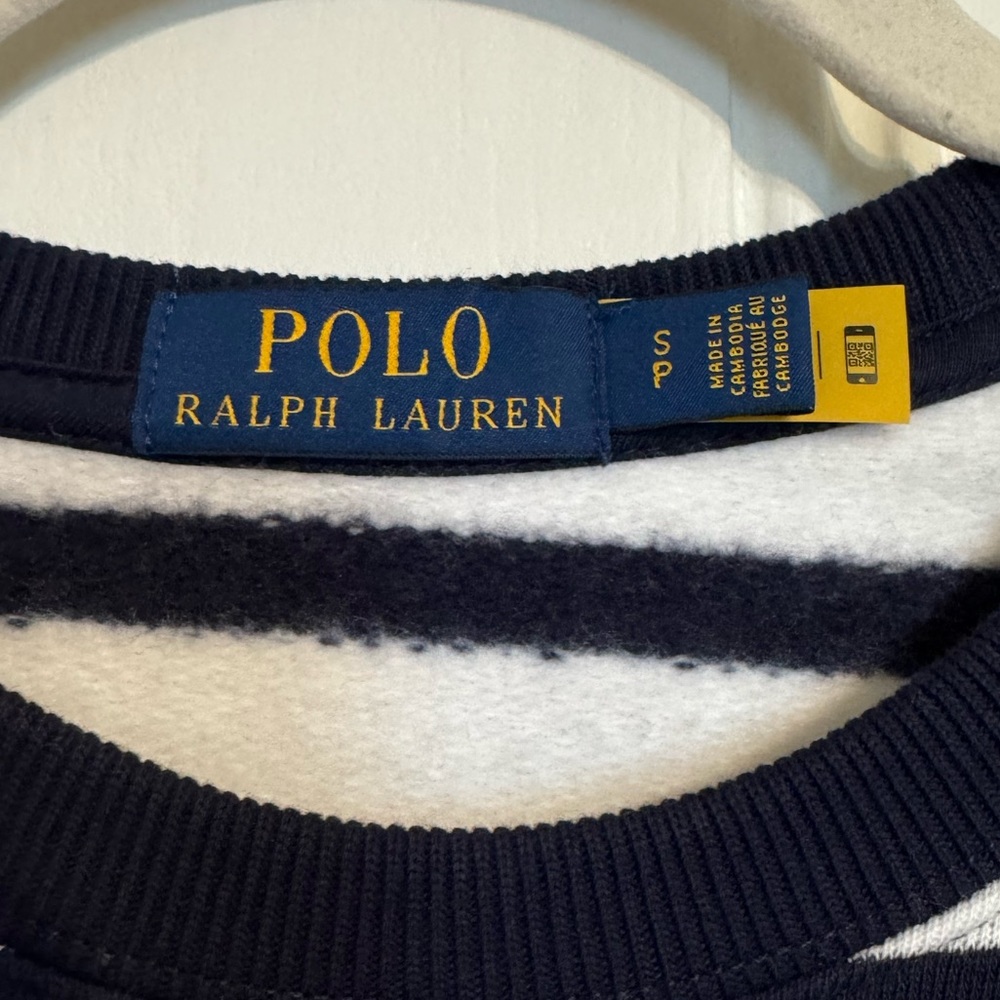 POLO
RALPH LAUREN
S
P
MADE IN
CAMBODIA
FABRIQUÉ AU
CAMBODGE